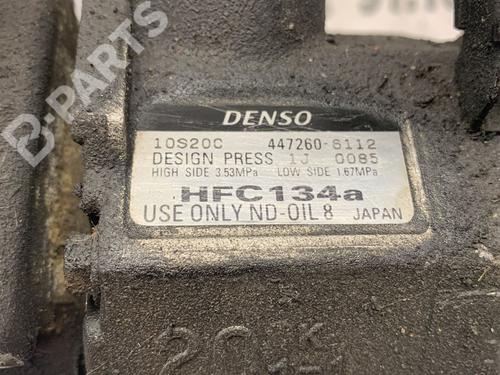 DENSO
10S20C 447260-8112
DESIGN PRESS 1J 0085
HIGH SIDE 3.53MPa LOW SIDE 1.67MPa
HFC134a
USE ONLY ND-OIL 8 JAPAN
B-PARTS